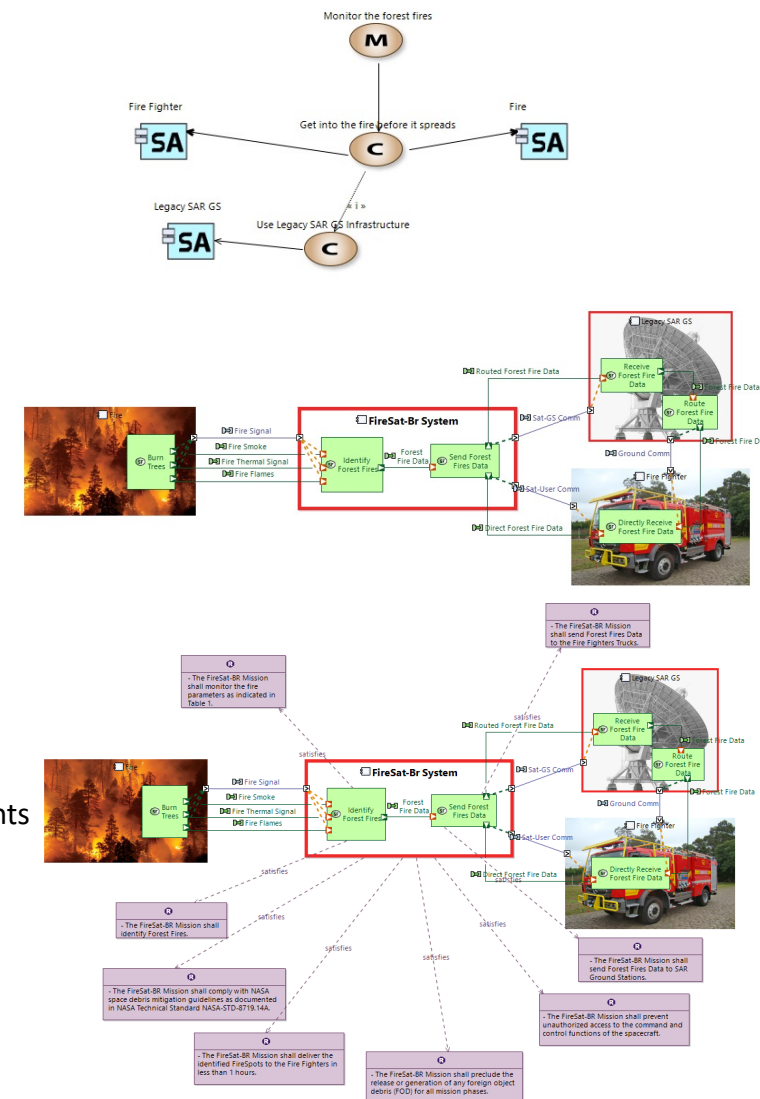 Monitor the forest fires
M
Fire Fighter
Fire
SA
Get into the fire before it spreads
SA
C
Legacy SAR GS
« i »
Use Legacy SAR GS Infrastructure
SA
C
Legacy SAR GS
Routed Forest Fire Data
Receive
Forest Fire
Data
Forest Fire Data
Route
Forest Fire
Data
Fire
FireSat-Br System
Sat-GS Comm
Fire Signal
Fire Smoke
Fire Thermal Signal
Fire Flames
Burn
Trees
Identify
Forest Fires
Forest
Fire Data
Send Forest
Fires Data
Forest Fire D
Ground Comm
Sat-User Comm
Fire Fighter
Direct Forest Fire Data
Directly Receive
Forest Fire Data
R
- The FireSat-BR Mission
shall send Forest Fires Data
to the Fire Fighters Trucks.
R
- The FireSat-BR Mission
shall monitor the fire
parameters as indicated in
Table 1.
Legacy SAR GS
satisfies
Routed Forest Fire Data
Receive
Forest Fire
Data
Forest Fire Data
satisfies
Route
Forest Fire
Data
Fire
FireSat-Br System
Sat-GS Comm
Fire Signal
Fire Smoke
Fire Thermal Signal
Fire Flames
Burn
Trees
Identify
Forest Fires
Forest
Fire Data
Send Forest
Fires Data
Forest Fire Data
Ground Comm
nts
Sat-User Comm
Fire Fighter
Direct Forest Fire Data
satisfies
Directly Receive
Forest Fire Data
satisfies
R
- The FireSat-BR Mission shall
identify Forest Fires.
satisfies
satisfies
satisfies
satisfies
R
- The FireSat-BR Mission shall
send Forest Fires Data to SAR
Ground Stations.
R
- The FireSat-BR Mission shall comply with NASA
space debris mitigation guidelines as documented
in NASA Technical Standard NASA-STD-8719.14A.
R
- The FireSat-BR Mission shall prevent
unauthorized access to the command and
control functions of the spacecraft.
R
- The FireSat-BR Mission shall deliver the
identified FireSpots to the Fire Fighters in
less than 1 hours.
R
- The FireSat-BR Mission shall preclude the
release or generation of any foreign object
debris (FOD) for all mission phases.